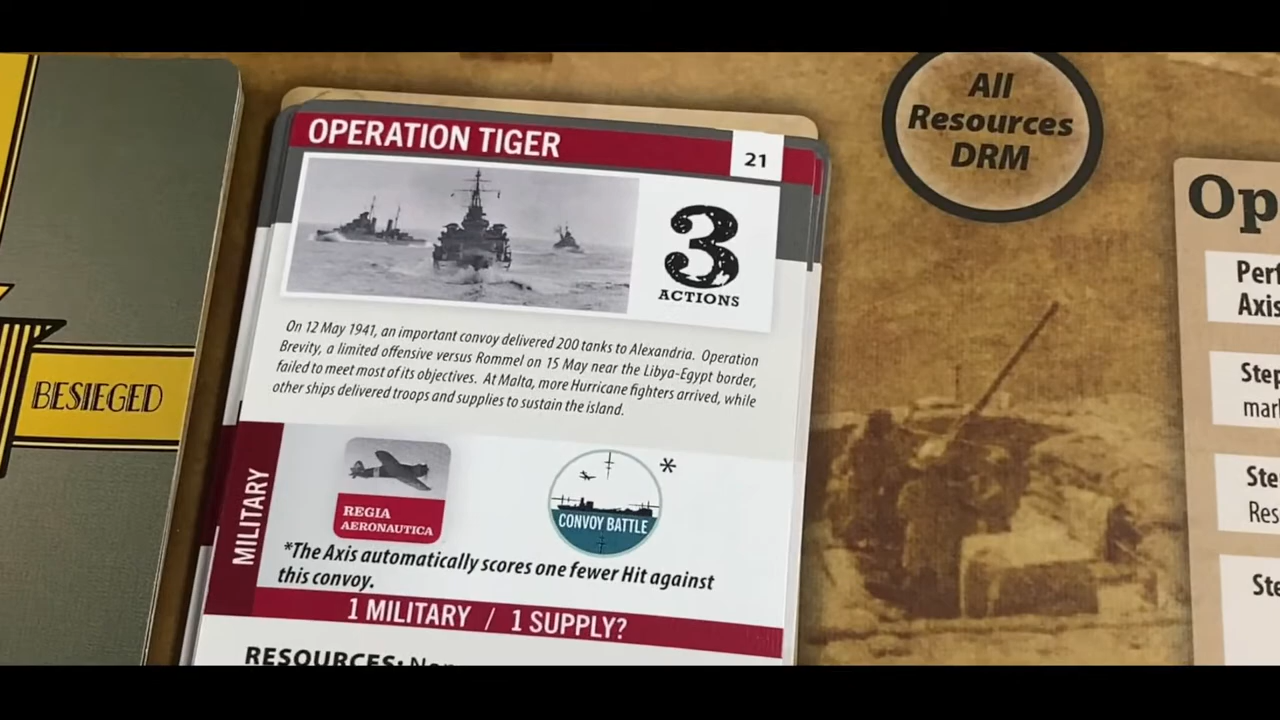 BESIEGED
OPERATION TIGER
21
3
ACTIONS
On 12 May 1941, an important convoy delivered 200 tanks to Alexandria. Operation
Brevity, a limited offensive versus Rommel on 15 May near the Libya-Egypt border,
failed to meet most of its objectives. At Malta, more Hurricane fighters arrived, while
other ships delivered troops and supplies to sustain the island.
MILITARY
REGIA
AERONAUTICA
CONVOY BATTLE
*
*The Axis automatically scores one fewer Hit against
this convoy.
1 MILITARY / 1 SUPPLY?
RESOURCES:
All
Resources
DRM
Op
Per
Axis
Step
mar
Ste
Res
Ste